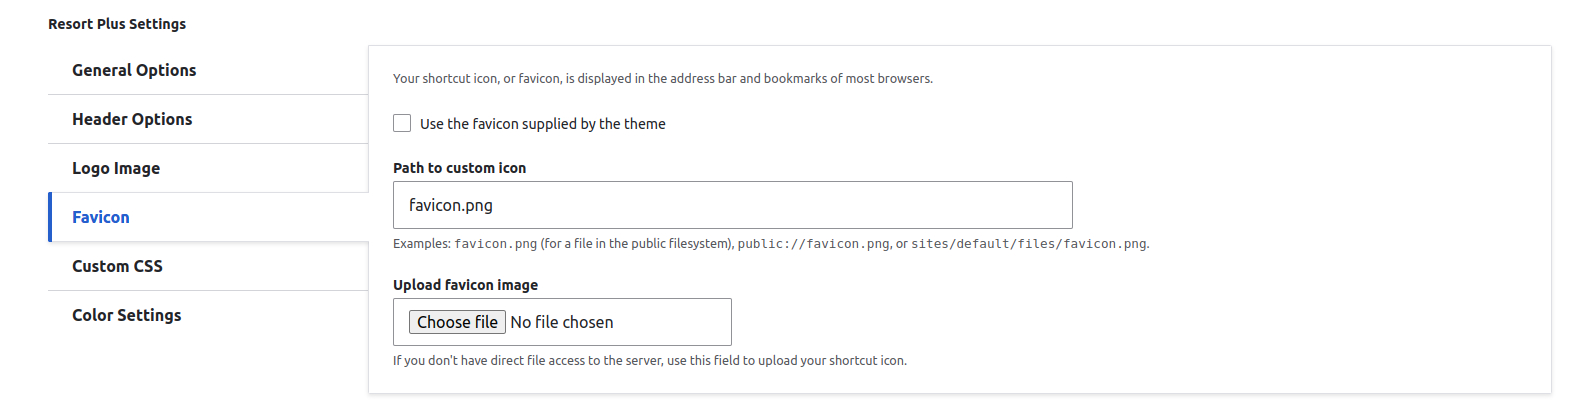 Resort Plus Settings
General Options
Header Options
Logo Image
Favicon
Custom CSS
Color Settings
Your shortcut icon, or favicon, is displayed in the address bar and bookmarks of most browsers.
Use the favicon supplied by the theme
Path to custom icon
favicon.png
Examples: favicon.png (for a file in the public filesystem), public://favicon.png, or sites/default/files/favicon.png.
Upload favicon image
Choose file No file chosen
If you don't have direct file access to the server, use this field to upload your shortcut icon.